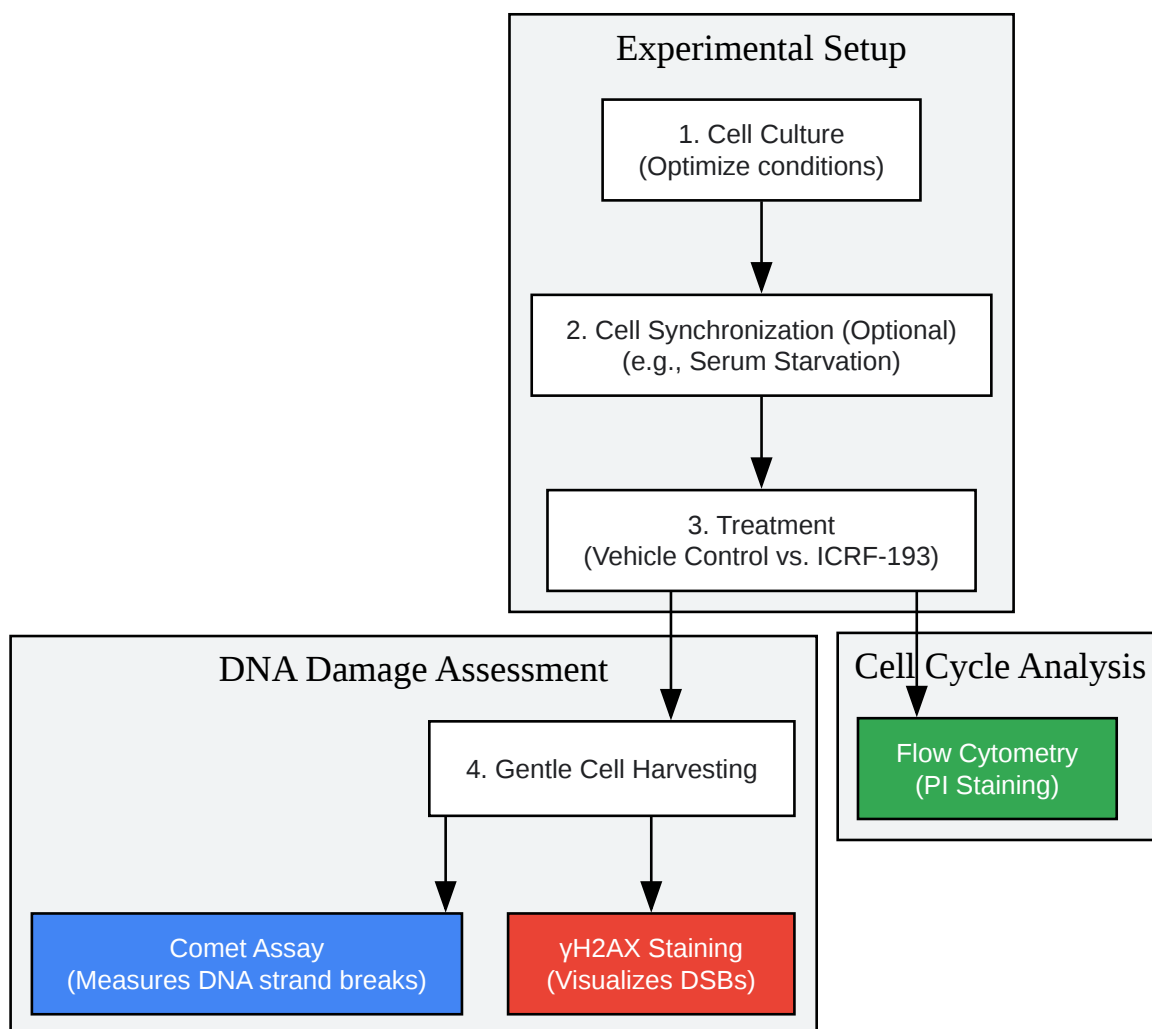 Experimental Setup
1. Cell Culture
(Optimize conditions)
2. Cell Synchronization (Optional)
(e.g., Serum Starvation)
3. Treatment
(Vehicle Control vs. ICRF-193)
DNA Damage Assessment
4. Gentle Cell Harvesting
Comet Assay
(Measures DNA strand breaks)
γH2AX Staining
(Visualizes DSBs)
Cell Cycle Analysis
Flow Cytometry
(PI Staining)